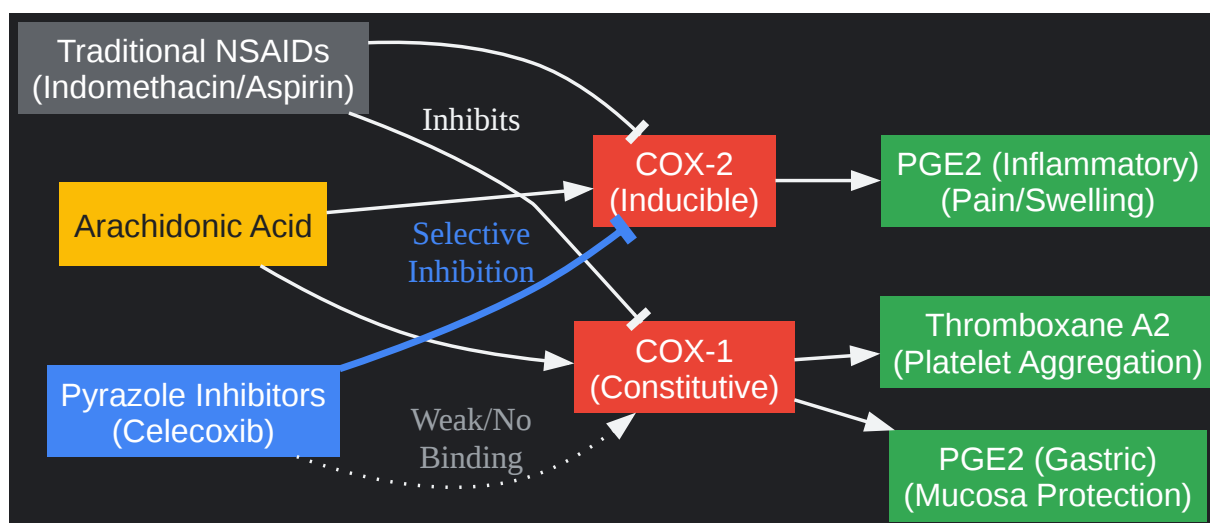 Traditional NSAIDs
(Indomethacin/Aspirin)
Inhibits
COX-2
(Inducible)
PGE2 (Inflammatory)
(Pain/Swelling)
Arachidonic Acid
Selective
Inhibition
COX-1
(Constitutive)
Thromboxane A2
(Platelet Aggregation)
Pyrazole Inhibitors
(Celecoxib)
Weak/No
Binding
PGE2 (Gastric)
(Mucosa Protection)